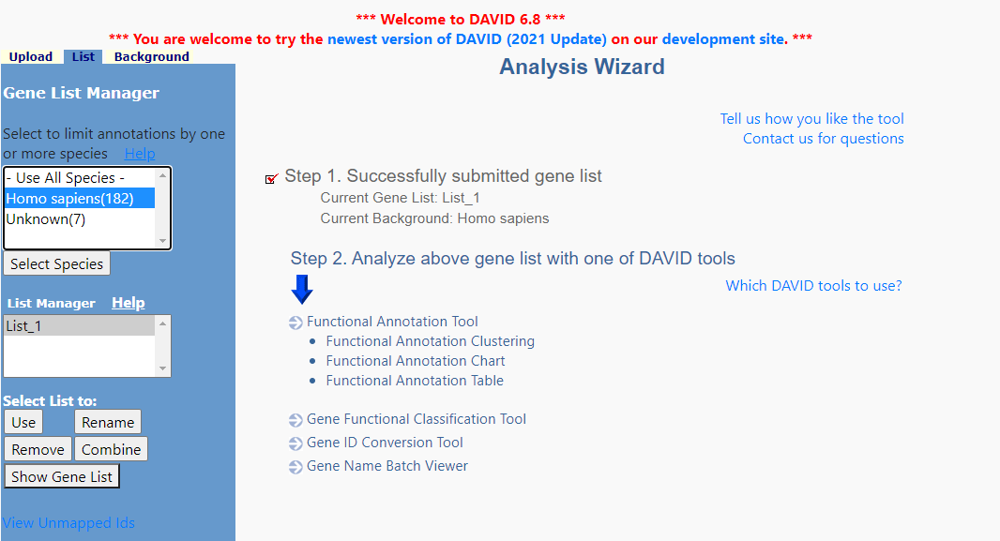 *** Welcome to DAVID 6.8 ***
*** You are welcome to try the newest version of DAVID (2021 Update) on our development site. ***
Upload List Background
Analysis Wizard
Gene List Manager
Tell us how you like the tool
Contact us for questions
Select to limit annotations by one
or more species Help
- Use All Species -
Homo sapiens(182)
Unknown(7)
Select Species
Step 1. Successfully submitted gene list
Current Gene List: List_1
Current Background: Homo sapiens
Step 2. Analyze above gene list with one of DAVID tools
Which DAVID tools to use?
List Manager Help
List_1
Select List to:
Use Rename
Remove Combine
Show Gene List
View Unmapped Ids
Functional Annotation Tool
Functional Annotation Clustering
Functional Annotation Chart
Functional Annotation Table
Gene Functional Classification Tool
Gene ID Conversion Tool
Gene Name Batch Viewer